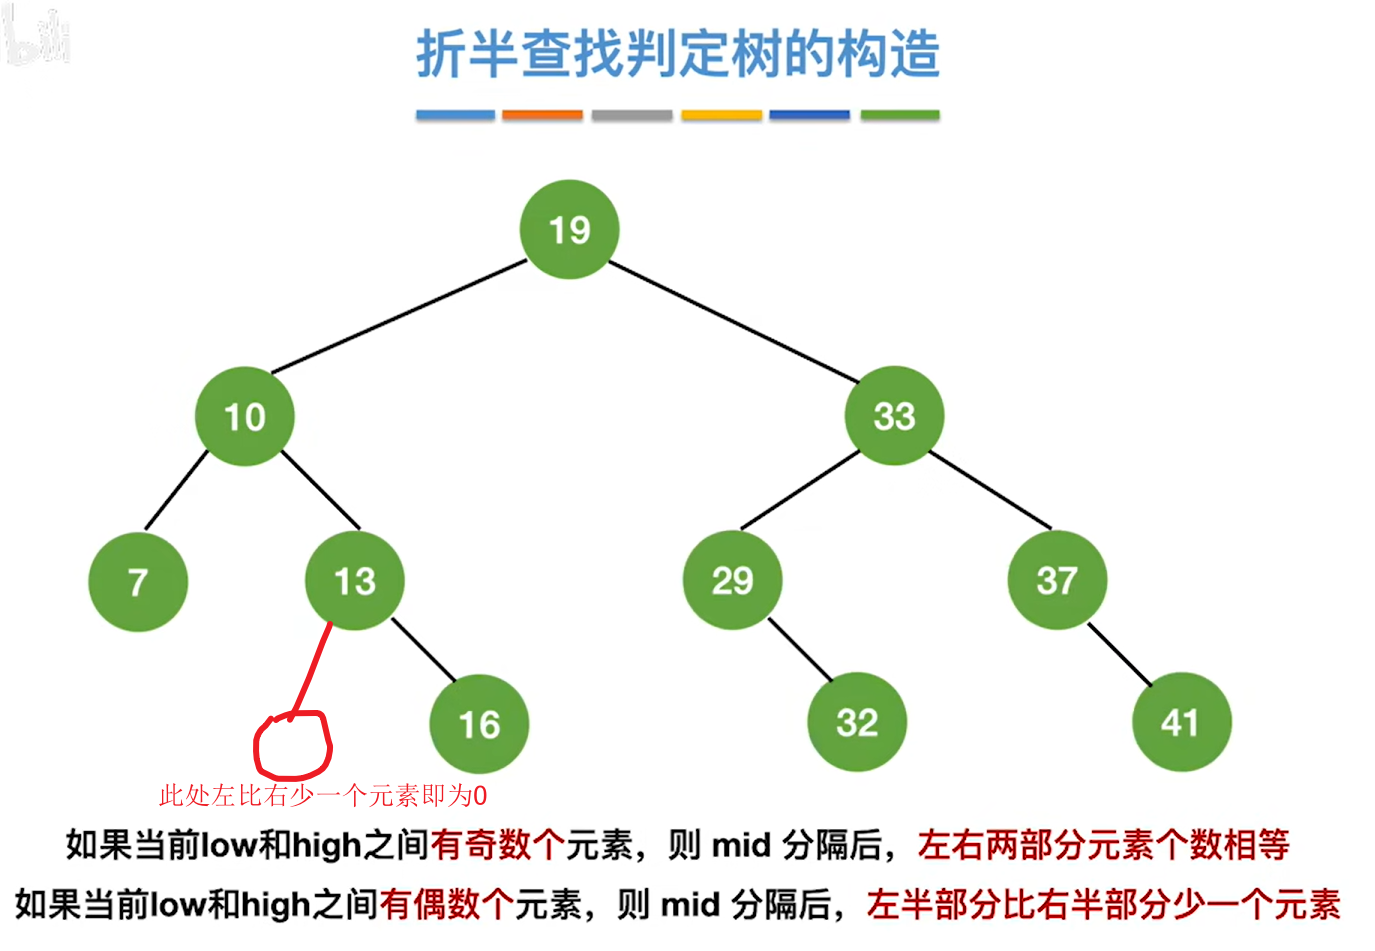 bili
折半查找判定树的构造
19
10
33
7
13
29
37
16
32
41
此处左比右少一个元素即为0
如果当前low和high之间有奇数个元素，则 mid 分隔后，左右两部分元素个数相等
如果当前low和high之间有偶数个元素，则 mid 分隔后，左半部分比右半部分少一个元素